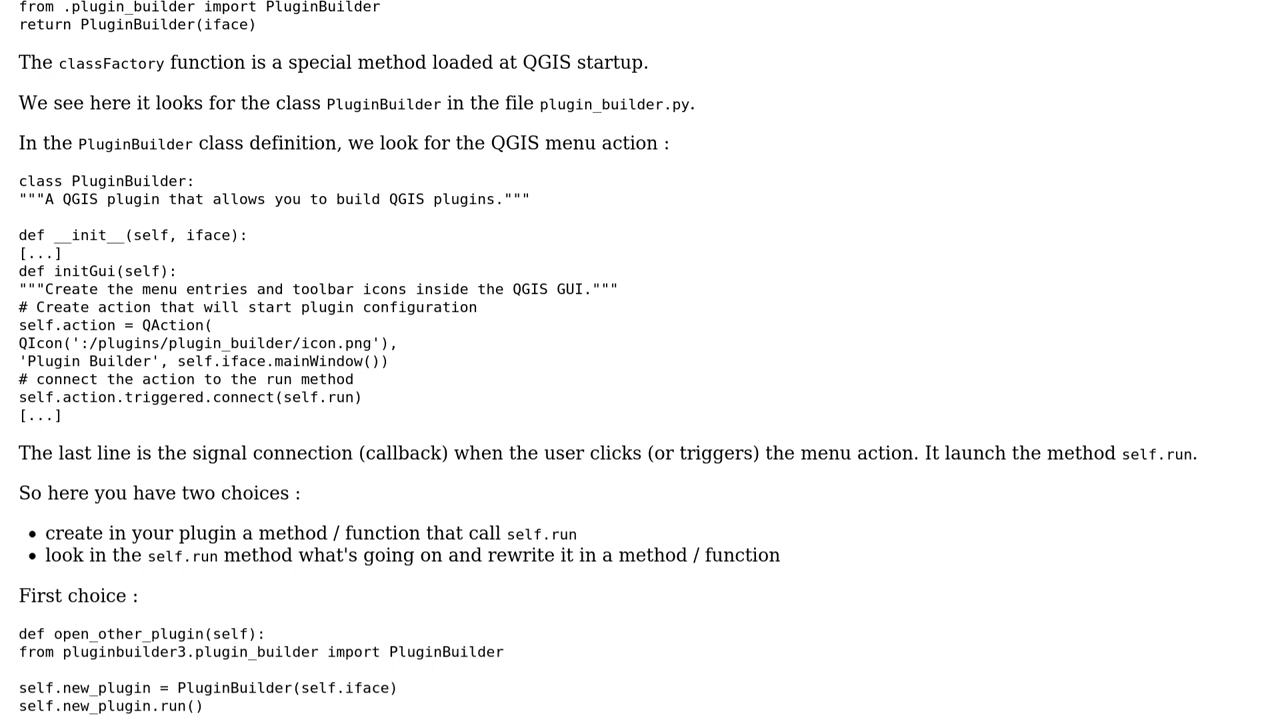 from .plugin_builder import PluginBuilder
return PluginBuilder(iface)
The classFactory function is a special method loaded at QGIS startup.
We see here it looks for the class PluginBuilder in the file plugin_builder.py.
In the PluginBuilder class definition, we look for the QGIS menu action :
class PluginBuilder:
"""A QGIS plugin that allows you to build QGIS plugins."""
def __init__(self, iface):
[...]
def initGui(self):
"""Create the menu entries and toolbar icons inside the QGIS GUI."""
# Create action that will start plugin configuration
self.action = QAction(
QIcon(':/plugins/plugin_builder/icon.png'),
'Plugin Builder', self.iface.mainWindow())
# connect the action to the run method
self.action.triggered.connect(self.run)
[...]
The last line is the signal connection (callback) when the user clicks (or triggers) the menu action. It launch the method self.run.
So here you have two choices :
• create in your plugin a method / function that call self.run
• look in the self.run method what's going on and rewrite it in a method / function
First choice :
def open_other_plugin(self):
from pluginbuilder3.plugin_builder import PluginBuilder
self.new_plugin = PluginBuilder(self.iface)
self.new_plugin.run()